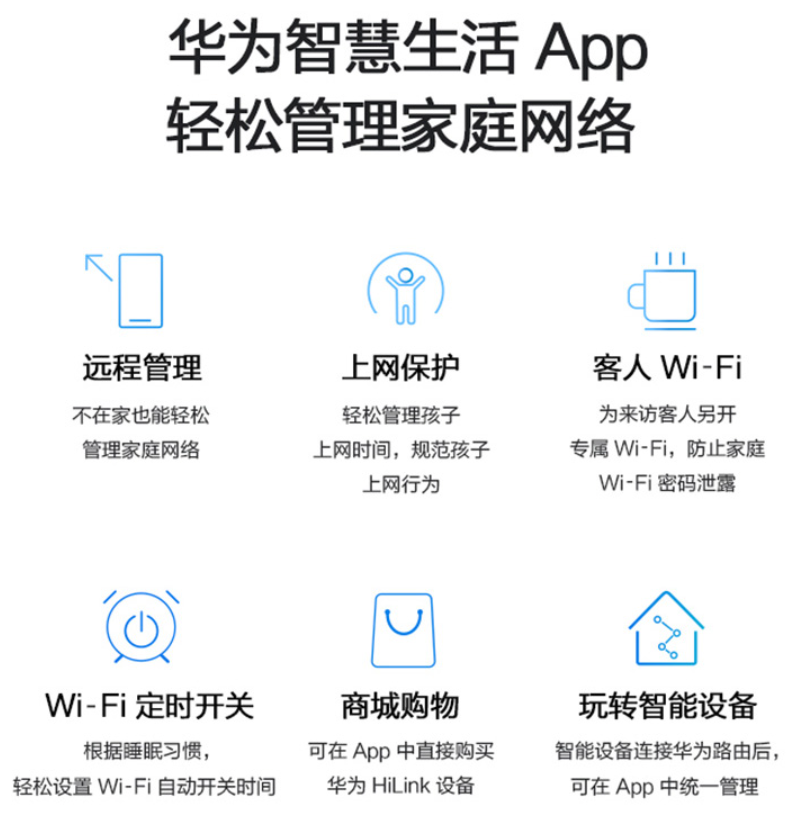 华为智慧生活 App
轻松管理家庭网络
远程管理
不在家也能轻松
管理家庭网络
上网保护
轻松管理孩子
上网时间，规范孩子
上网行为
客人 Wi-Fi
为来访客人另开
专属 Wi-Fi，防止家庭
Wi-Fi 密码泄露
Wi-Fi 定时开关
根据睡眠习惯，
轻松设置 Wi-Fi 自动开关时间
商城购物
可在 App 中直接购买
华为 HiLink 设备
玩转智能设备
智能设备连接华为路由后，
可在 App 中统一管理